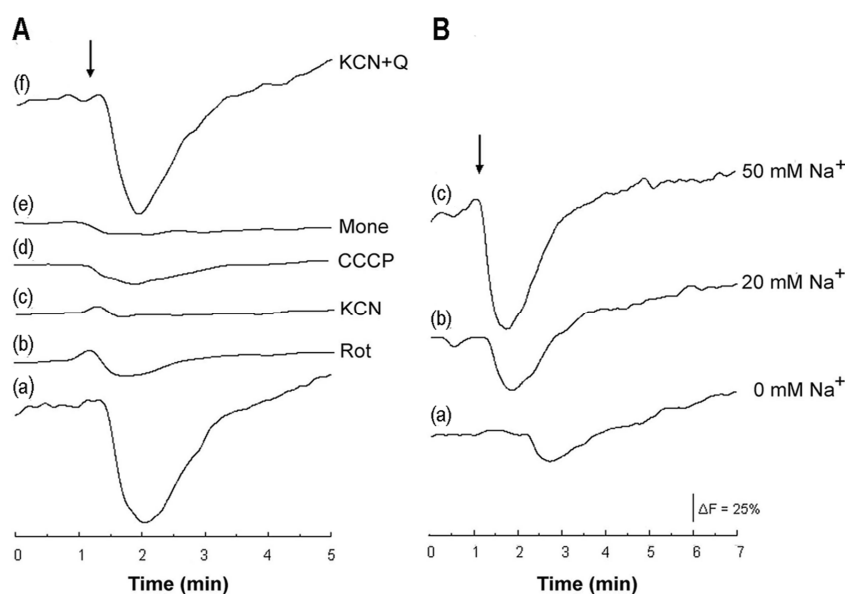 A
(f)
KCN+Q
(e)
Mone
(d)
CCCP
(c)
KCN
(b)
Rot
(a)
0 1 2 3 4 5
Time (min)
B
(c)
50 mM Na⁺
(b)
20 mM Na⁺
(a)
0 mM Na⁺
ΔF = 25%
0 1 2 3 4 5 6 7
Time (min)